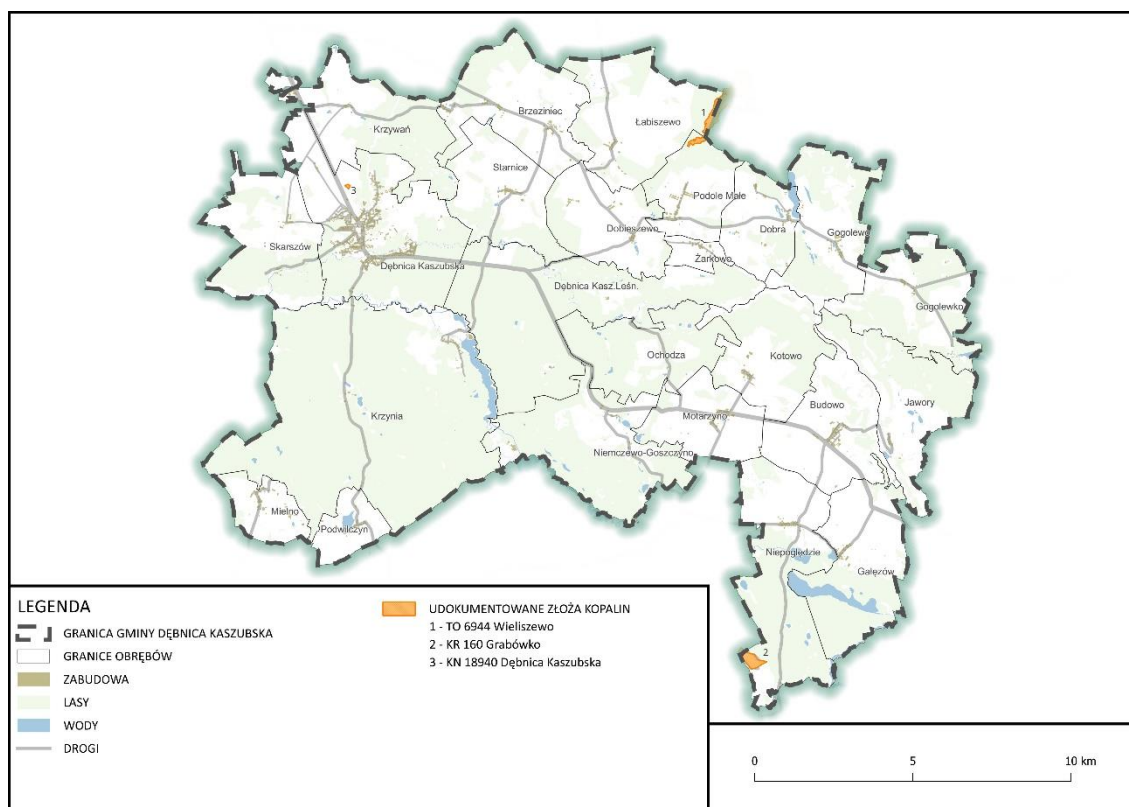 1
Brzeziniec
Łabiszewo
Krzywań
Starnice
3
Podole Małe
Skarszów
Dobieszewo
Dobra
Gogolewo
Dębnica Kaszubska
Żarkowo
Dębnica Kasz.Leśn.
Gogolewko
Ochodza
Kotowo
Krzynia
Motarzyno
Budowo
Jawory
Niemczewo-Goszczyno
Mielno
Podwilczyn
Niepoględzie
Gałęzów
2
LEGENDA
GRANICA GMINY DĘBNICA KASZUBSKA
GRANICE OBRĘBÓW
ZABUDOWA
LASY
WODY
DROGI
UDOKUMENTOWANE ZŁOŻA KOPALIN
1 - TO 6944 Wieliszewo
2 - KR 160 Grabówko
3 - KN 18940 Dębnica Kaszubska
0 5 10 km